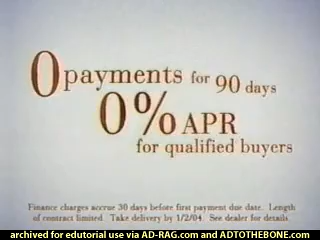 0 payments for 90 days
0% APR
for qualified buyers
Finance charges accrue 30 days before first payment due date. Length
of contract limited. Take delivery by 1/2/04. See dealer for details.
archived for edutorial use via AD-RAG.com and ADTOTHEBONE.com